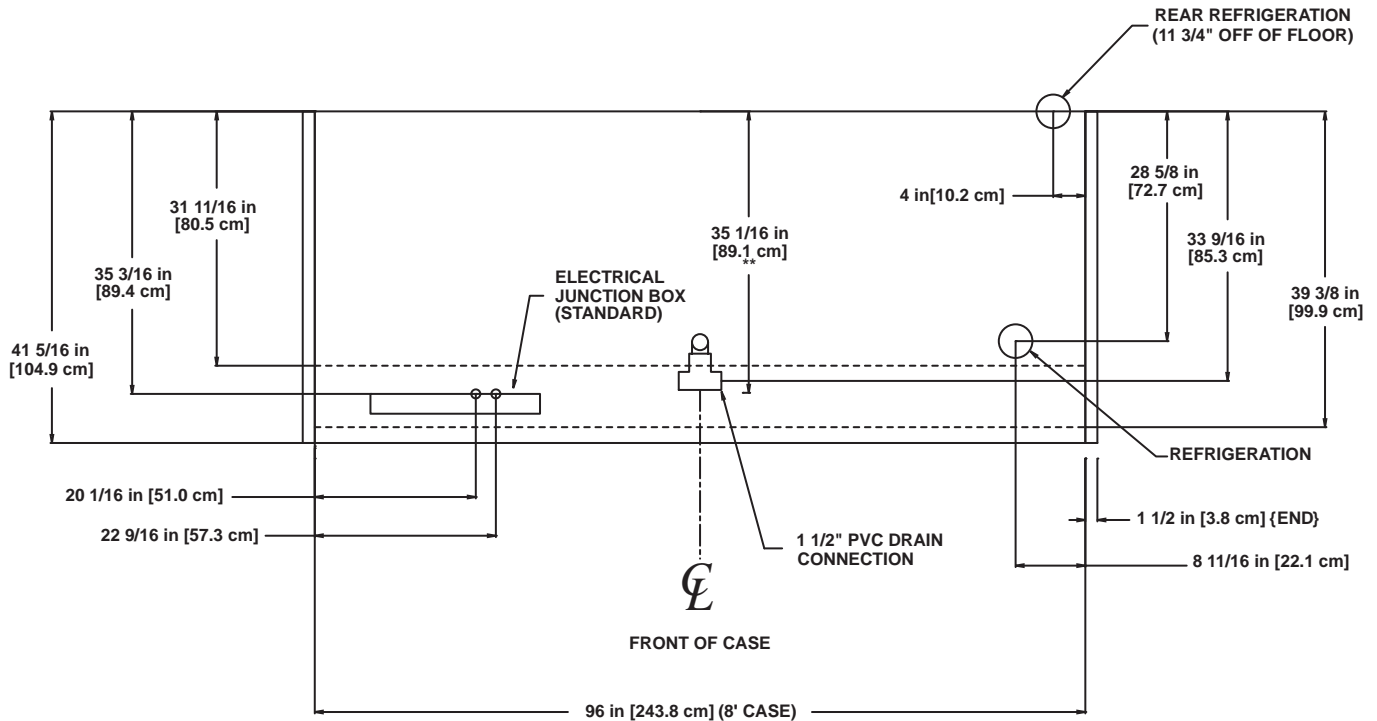 REAR REFRIGERATION
(11 3/4" OFF OF FLOOR)
28 5/8 in
[72.7 cm]
4 in[10.2 cm]
31 11/16 in
[80.5 cm]
35 1/16 in
[89.1 cm]
**
33 9/16 in
[85.3 cm]
35 3/16 in
[89.4 cm]
ELECTRICAL
JUNCTION BOX
(STANDARD)
39 3/8 in
[99.9 cm]
41 5/16 in
[104.9 cm]
REFRIGERATION
20 1/16 in [51.0 cm]
1 1/2 in [3.8 cm] {END}
22 9/16 in [57.3 cm]
1 1/2" PVC DRAIN
CONNECTION
8 11/16 in [22.1 cm]
℄
FRONT OF CASE
96 in [243.8 cm] (8' CASE)